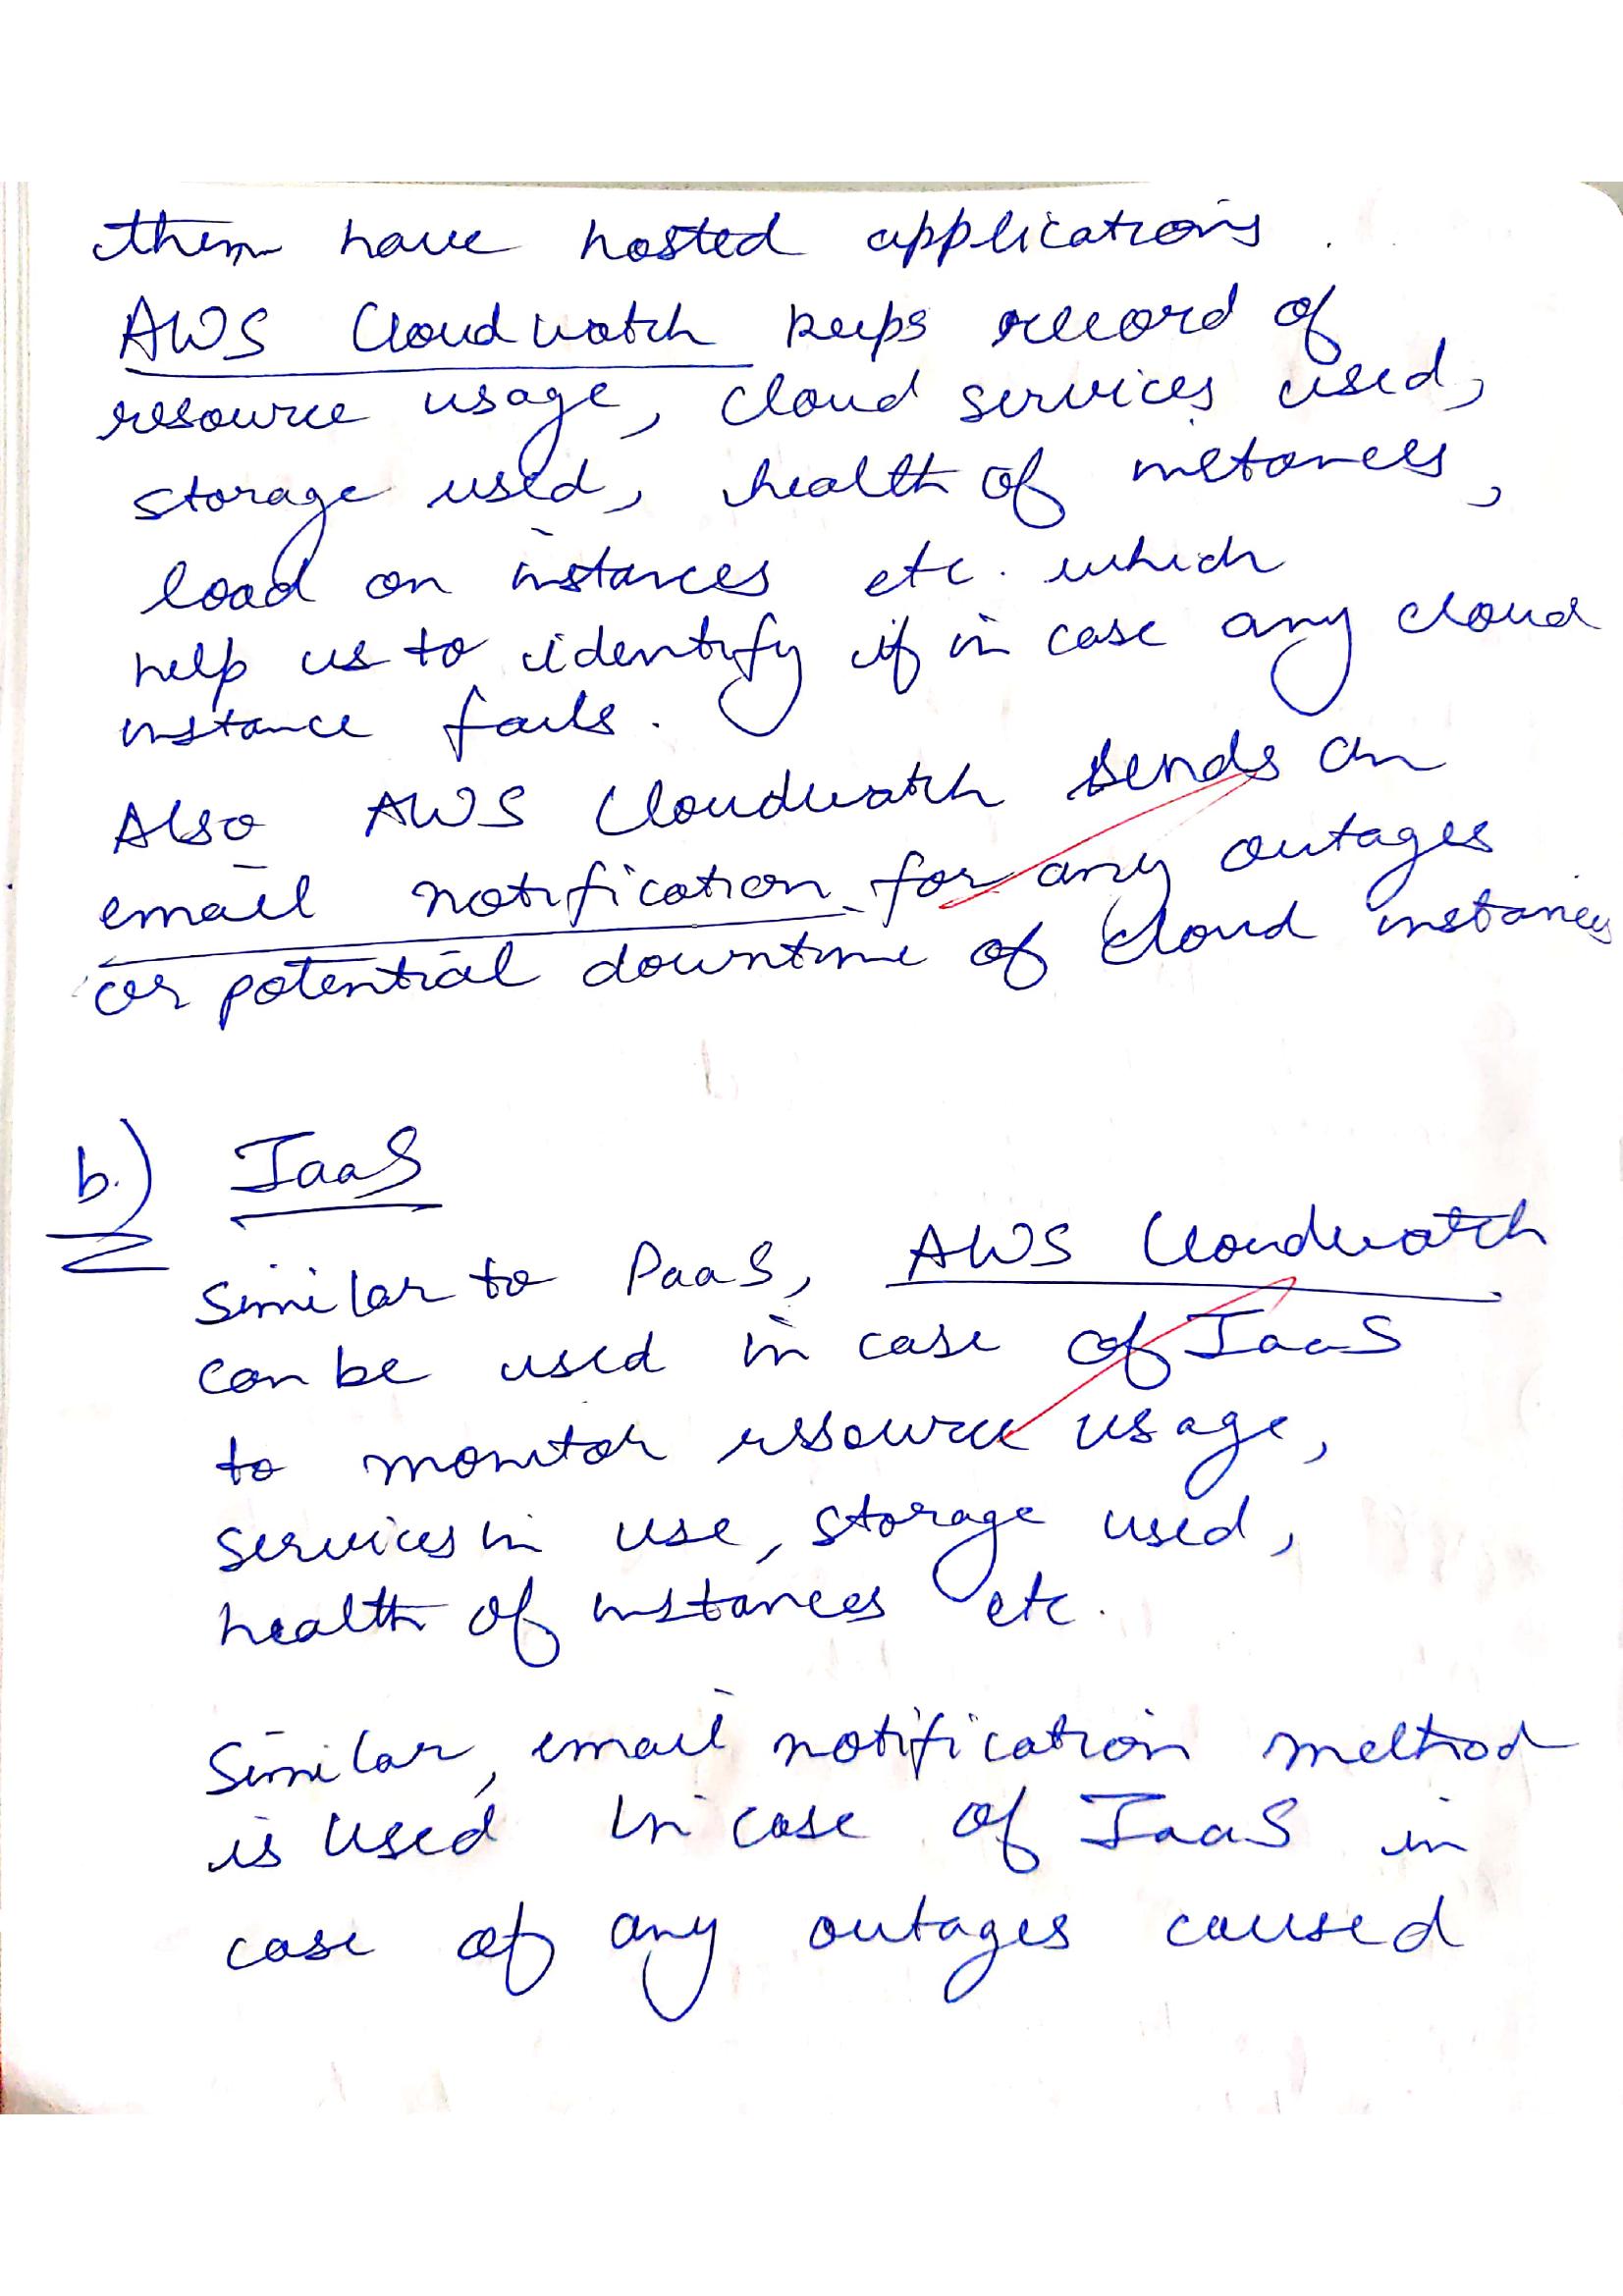 them have hosted applications.
AWS Cloudwatch keeps record of
resource usage, cloud services used,
storage used, health of instances,
load on instances etc. which
help us to identify if in case any cloud
instance fails.
Also AWS Cloudwatch sends an
email notification for any outages
or potential downtime of cloud instances
b.) IaaS
Similar to PaaS, AWS Cloudwatch
can be used in case of IaaS
to monitor resource usage,
services in use, storage used,
health of instances etc.
Similar, email notification method
is used in case of IaaS in
case of any outages caused